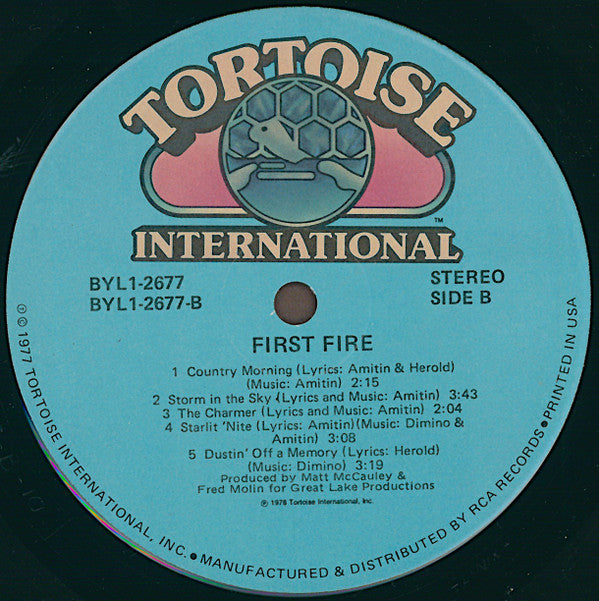 TORTOISE
INTERNATIONAL
™
BYL1-2677
BYL1-2677-B
STEREO
SIDE B
FIRST FIRE
1 Country Morning (Lyrics: Amitin & Herold)
(Music: Amitin) 2:15
2 Storm in the Sky (Lyrics and Music: Amitin) 3:43
3 The Charmer (Lyrics and Music: Amitin) 2:04
4 Starlit 'Nite (Lyrics: Amitin)(Music: Dimino &
Amitin) 3:08
5 Dustin' Off a Memory (Lyrics: Herold)
(Music: Dimino) 3:19
Produced by Matt McCauley &
Fred Molin for Great Lake Productions
℗ 1978 Tortoise International, Inc.
℗ © 1977 TORTOISE INTERNATIONAL, INC. • MANUFACTURED & DISTRIBUTED BY RCA RECORDS • PRINTED IN USA